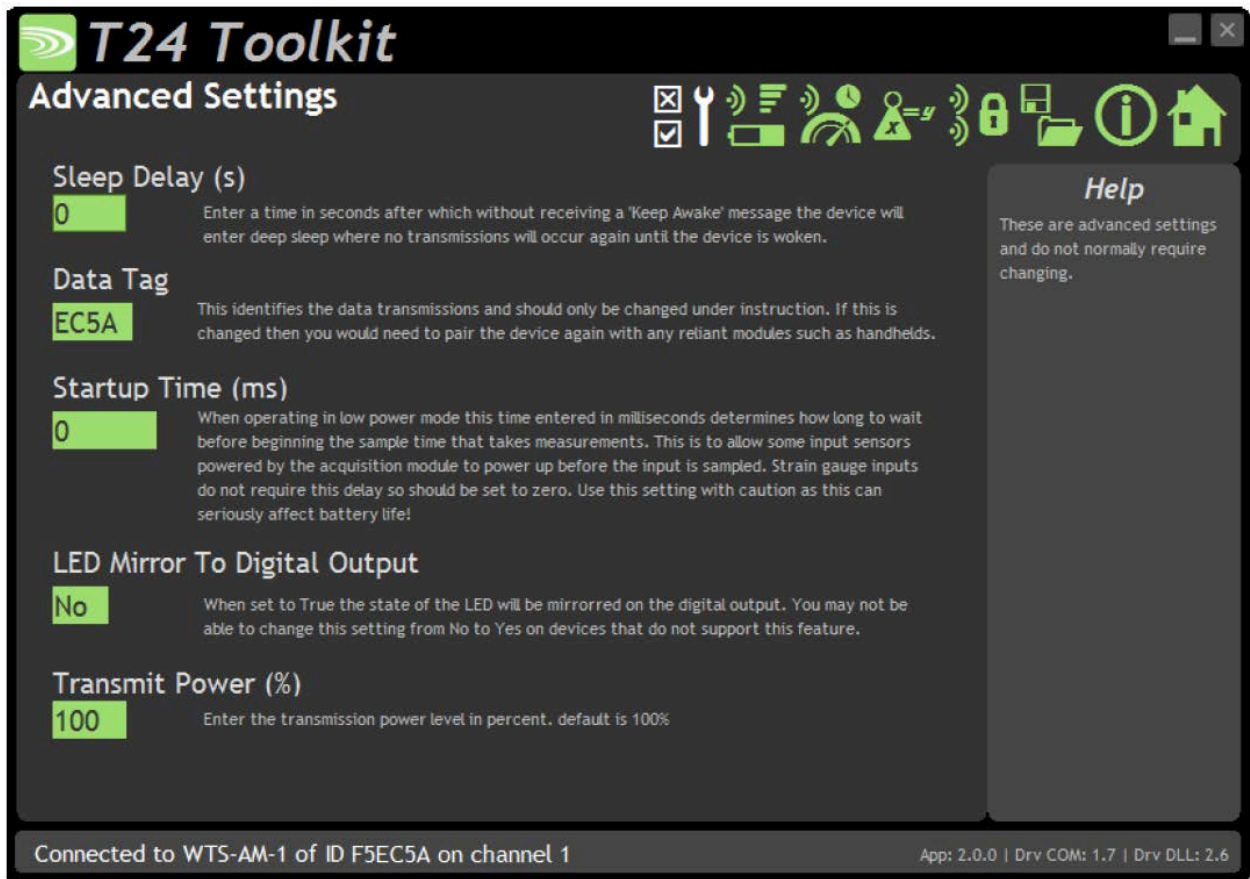 T24 Toolkit
Advanced Settings
x=y
Sleep Delay (s)
0
Enter a time in seconds after which without receiving a 'Keep Awake' message the device will
enter deep sleep where no transmissions will occur again until the device is woken.
Data Tag
EC5A
This identifies the data transmissions and should only be changed under instruction. If this is
changed then you would need to pair the device again with any reliant modules such as handhelds.
Startup Time (ms)
0
When operating in low power mode this time entered in milliseconds determines how long to wait
before beginning the sample time that takes measurements. This is to allow some input sensors
powered by the acquisition module to power up before the input is sampled. Strain gauge inputs
do not require this delay so should be set to zero. Use this setting with caution as this can
seriously affect battery life!
LED Mirror To Digital Output
No
When set to True the state of the LED will be mirrorred on the digital output. You may not be
able to change this setting from No to Yes on devices that do not support this feature.
Transmit Power (%)
100
Enter the transmission power level in percent. default is 100%
Help
These are advanced settings
and do not normally require
changing.
Connected to WTS-AM-1 of ID F5EC5A on channel 1
App: 2.0.0 | Drv COM: 1.7 | Drv DLL: 2.6